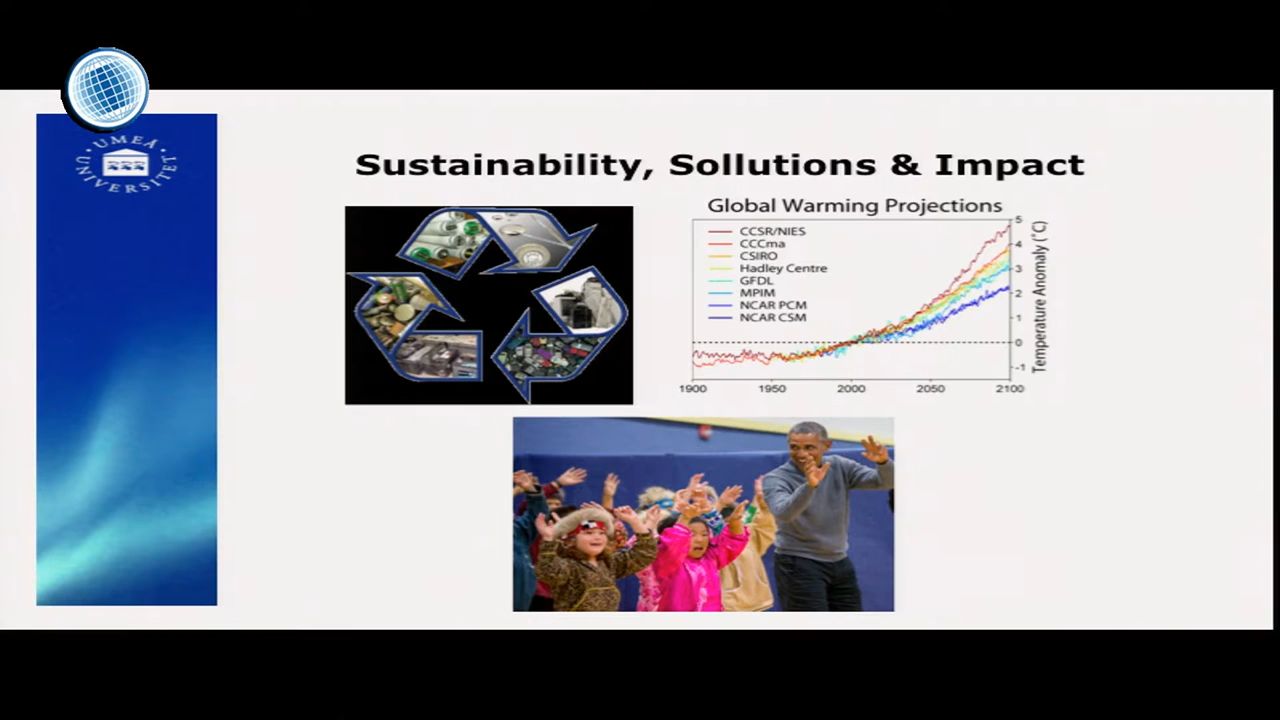 UMEÅ UNIVERSITET
Sustainability, Sollutions & Impact
Global Warming Projections
CCSR/NIES
CCCma
CSIRO
Hadley Centre
GFDL
MPIM
NCAR PCM
NCAR CSM
5
4
3
2
1
0
-1
Temperature Anomaly (°C)
1900 1950 2000 2050 2100